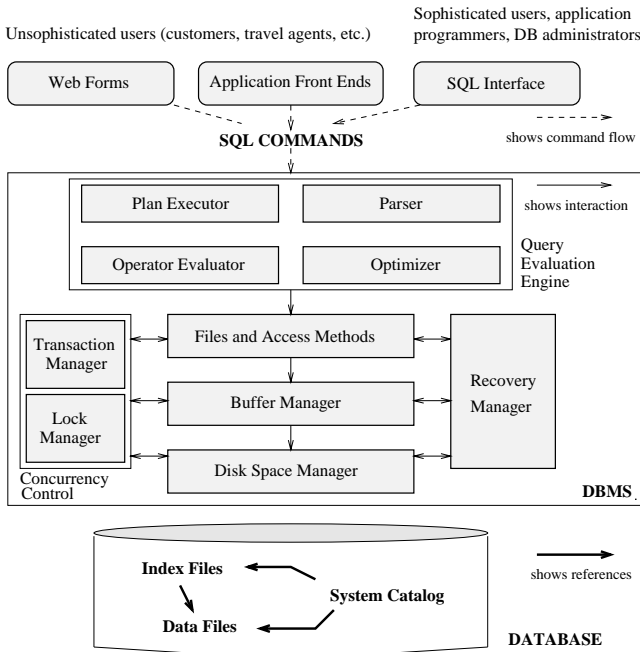 Unsophisticated users (customers, travel agents, etc.)
Sophisticated users, application
programmers, DB administrators
Web Forms
Application Front Ends
SQL Interface
SQL COMMANDS
shows command flow
Plan Executor
Parser
shows interaction
Operator Evaluator
Optimizer
Query
Evaluation
Engine
Transaction
Manager
Files and Access Methods
Recovery
Manager
Lock
Manager
Buffer Manager
Disk Space Manager
Concurrency
Control
DBMS
Index Files
shows references
System Catalog
Data Files
DATABASE